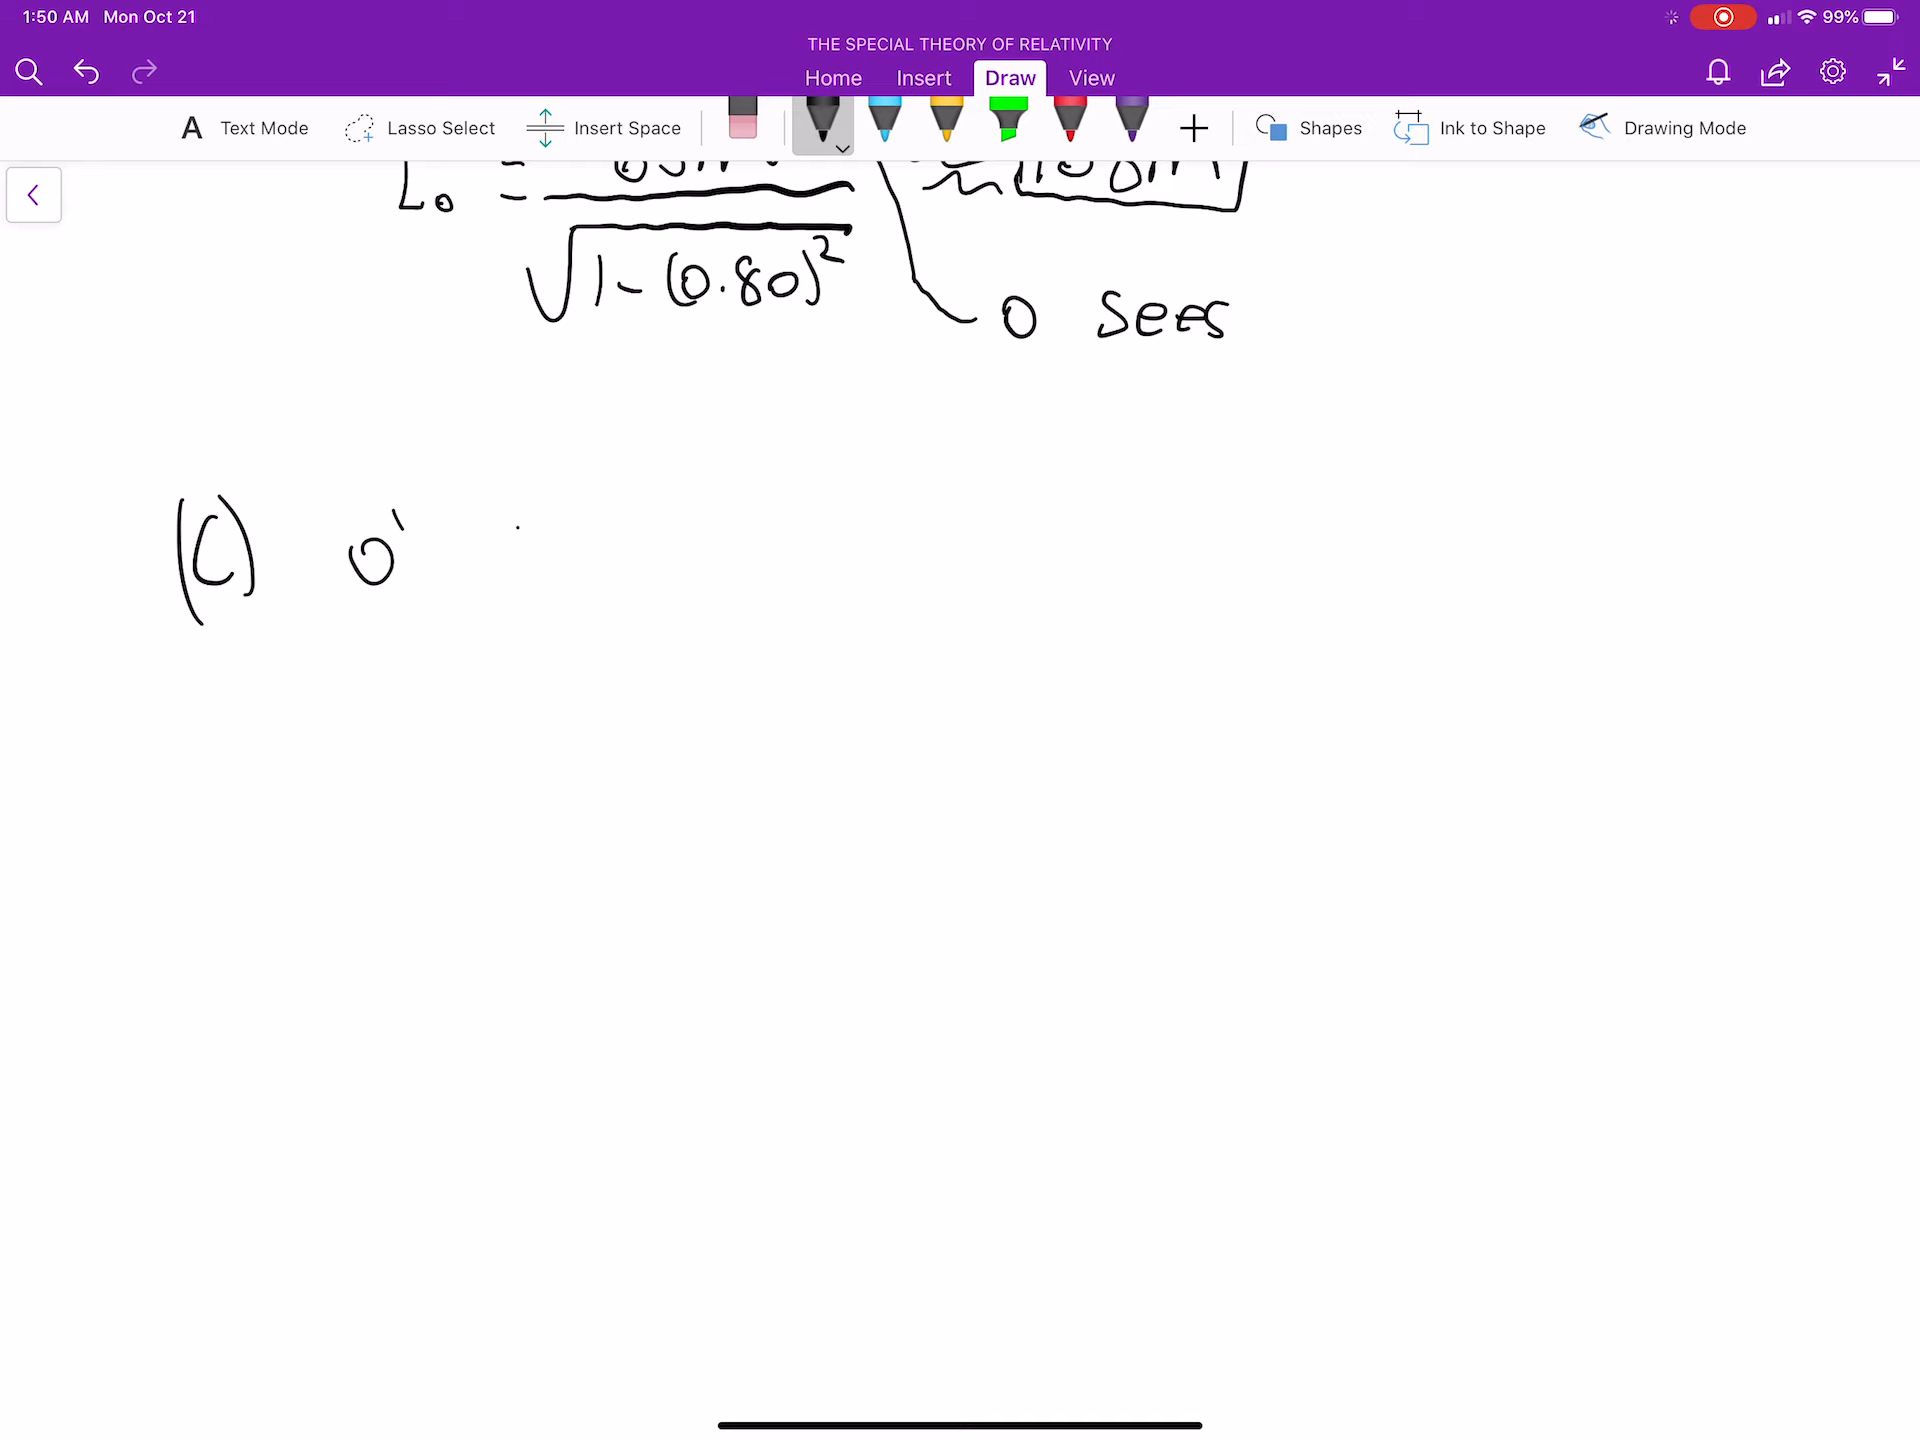 1:50 AM Mon Oct 21
99%
THE SPECIAL THEORY OF RELATIVITY
Home Insert Draw View
A Text Mode Lasso Select Insert Space Shapes Ink to Shape Drawing Mode
L₀ =
√1-(0.80)²
O sees
(C) O'